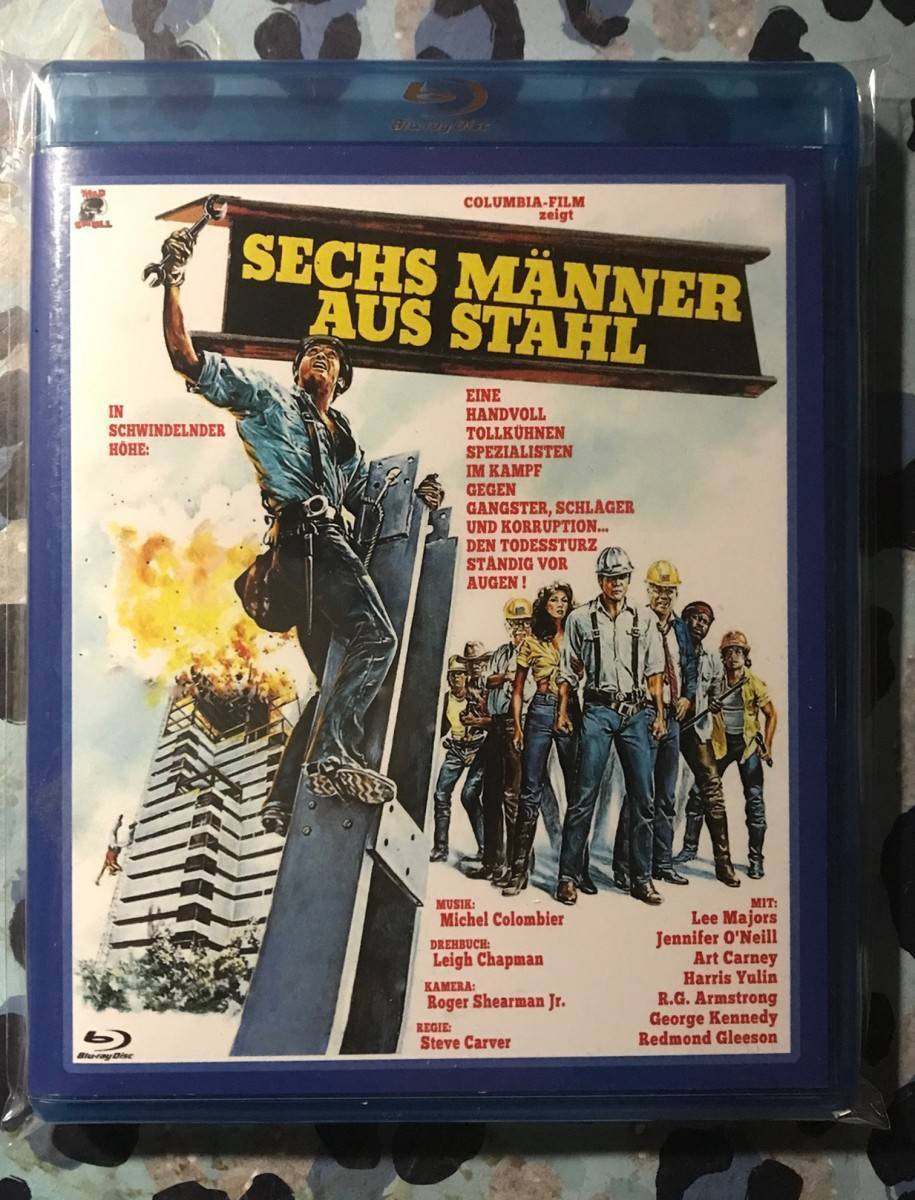 Blu-ray Disc
COLUMBIA-FILM
zeigt
SECHS MÄNNER
AUS STAHL
IN
SCHWINDELNDER
HÖHE:
EINE
HANDVOLL
TOLLKÜHNEN
SPEZIALISTEN
IM KAMPF
GEGEN
GANGSTER, SCHLÄGER
UND KORRUPTION...
DEN TODESSTURZ
STÄNDIG VOR
AUGEN!
MUSIK:
Michel Colombier
DREHBUCH:
Leigh Chapman
KAMERA:
Roger Shearman Jr.
REGIE:
Steve Carver
MIT:
Lee Majors
Jennifer O'Neill
Art Carney
Harris Yulin
R.G. Armstrong
George Kennedy
Redmond Gleeson
Blu-ray Disc